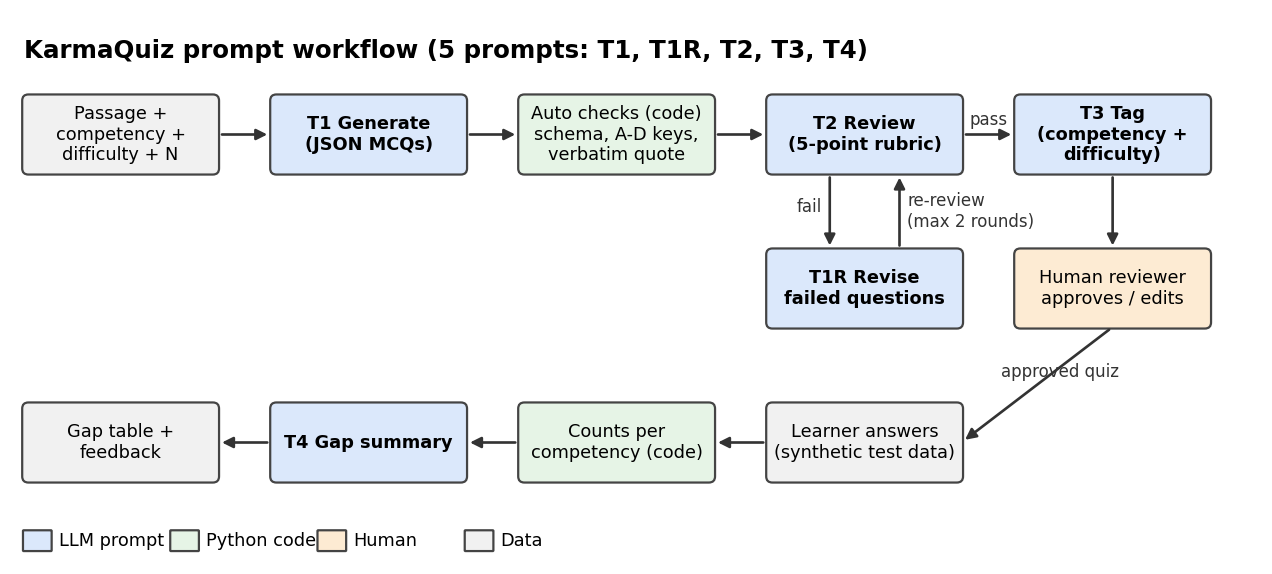 KarmaQuiz prompt workflow (5 prompts: T1, T1R, T2, T3, T4)
Passage +
competency +
difficulty + N
T1 Generate
(JSON MCQs)
Auto checks (code)
schema, A-D keys,
verbatim quote
T2 Review
(5-point rubric)
pass
T3 Tag
(competency +
difficulty)
fail
re-review
(max 2 rounds)
T1R Revise
failed questions
Human reviewer
approves / edits
approved quiz
Gap table +
feedback
T4 Gap summary
Counts per
competency (code)
Learner answers
(synthetic test data)
LLM prompt
Python code
Human
Data